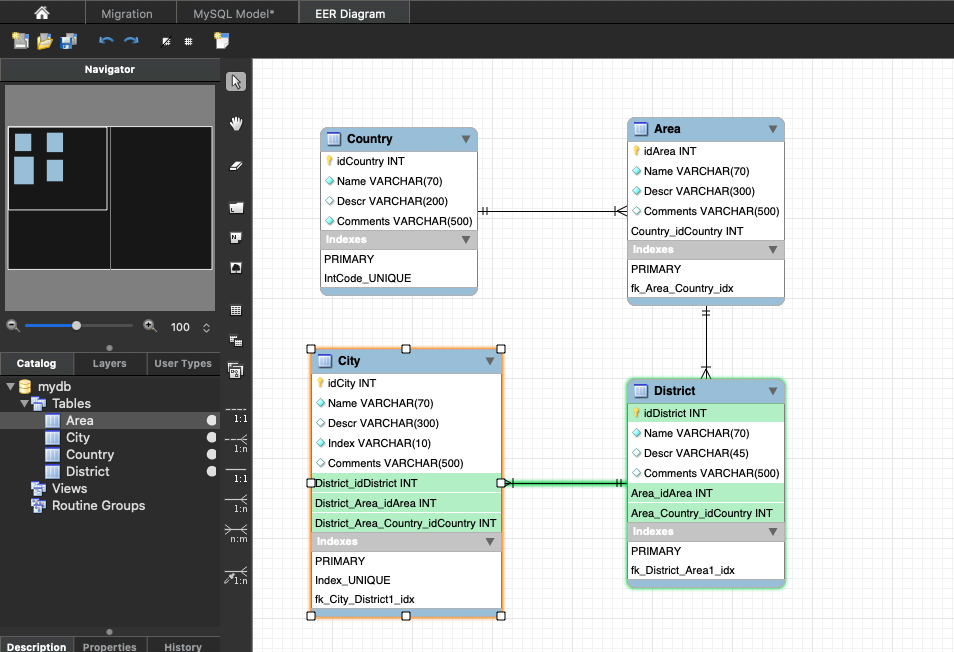 Migration
MySQL Model*
EER Diagram
Navigator
100
Catalog
Layers
User Types
mydb
Tables
Area
City
Country
District
Views
Routine Groups
Description
Properties
History
1:1
1:n
1:1
1:n
n:m
1:n
Country
idCountry INT
Name VARCHAR(70)
Descr VARCHAR(200)
Comments VARCHAR(500)
Indexes
PRIMARY
IntCode_UNIQUE
Area
idArea INT
Name VARCHAR(70)
Descr VARCHAR(300)
Comments VARCHAR(500)
Country_idCountry INT
Indexes
PRIMARY
fk_Area_Country_idx
City
idCity INT
Name VARCHAR(70)
Descr VARCHAR(300)
Index VARCHAR(10)
Comments VARCHAR(500)
District_idDistrict INT
District_Area_idArea INT
District_Area_Country_idCountry INT
Indexes
PRIMARY
Index_UNIQUE
fk_City_District1_idx
District
idDistrict INT
Name VARCHAR(70)
Descr VARCHAR(45)
Comments VARCHAR(500)
Area_idArea INT
Area_Country_idCountry INT
Indexes
PRIMARY
fk_District_Area1_idx